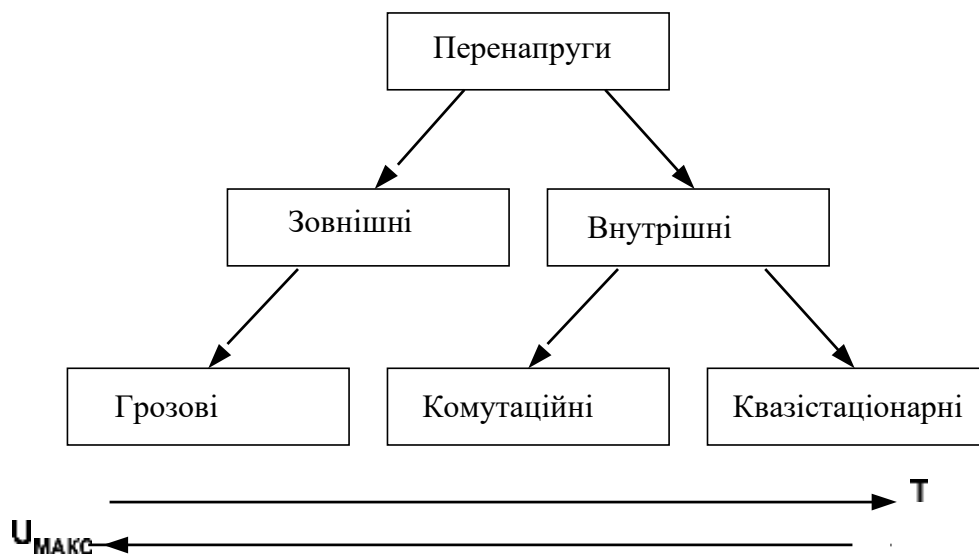 Перенапруги
Зовнішні
Внутрішні
Грозові
Комутаційні
Квазістаціонарні
T
UМАКС